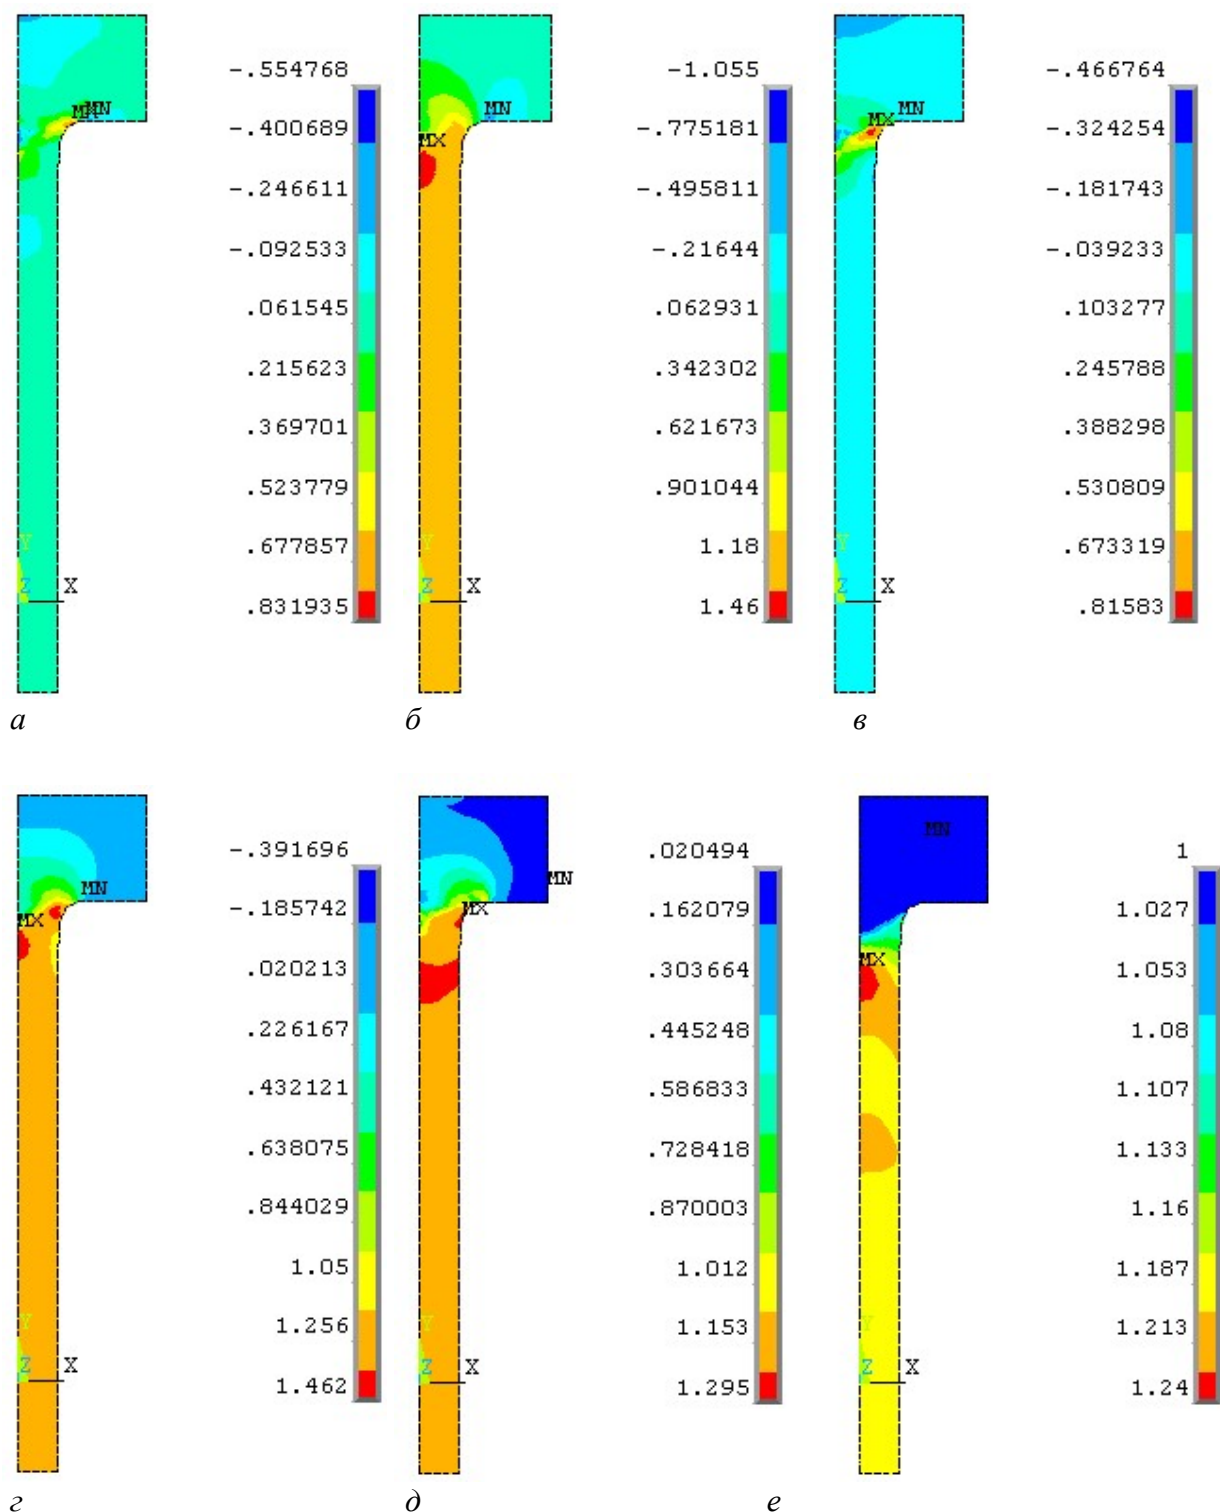 -.554768
-.400689
-.246611
-.092533
.061545
.215623
.369701
.523779
.677857
.831935
MX
MN
Y
Z
X
а
-1.055
-.775181
-.495811
-.21644
.062931
.342302
.621673
.901044
1.18
1.46
MN
MX
Y
Z
X
б
-.466764
-.324254
-.181743
-.039233
.103277
.245788
.388298
.530809
.673319
.81583
MN
MX
Y
Z
X
в
-.391696
-.185742
.020213
.226167
.432121
.638075
.844029
1.05
1.256
1.462
MN
MX
Y
Z
X
г
.020494
.162079
.303664
.445248
.586833
.728418
.870003
1.012
1.153
1.295
MN
MX
Y
Z
X
д
1
1.027
1.053
1.08
1.107
1.133
1.16
1.187
1.213
1.24
MN
MX
Y
Z
X
е